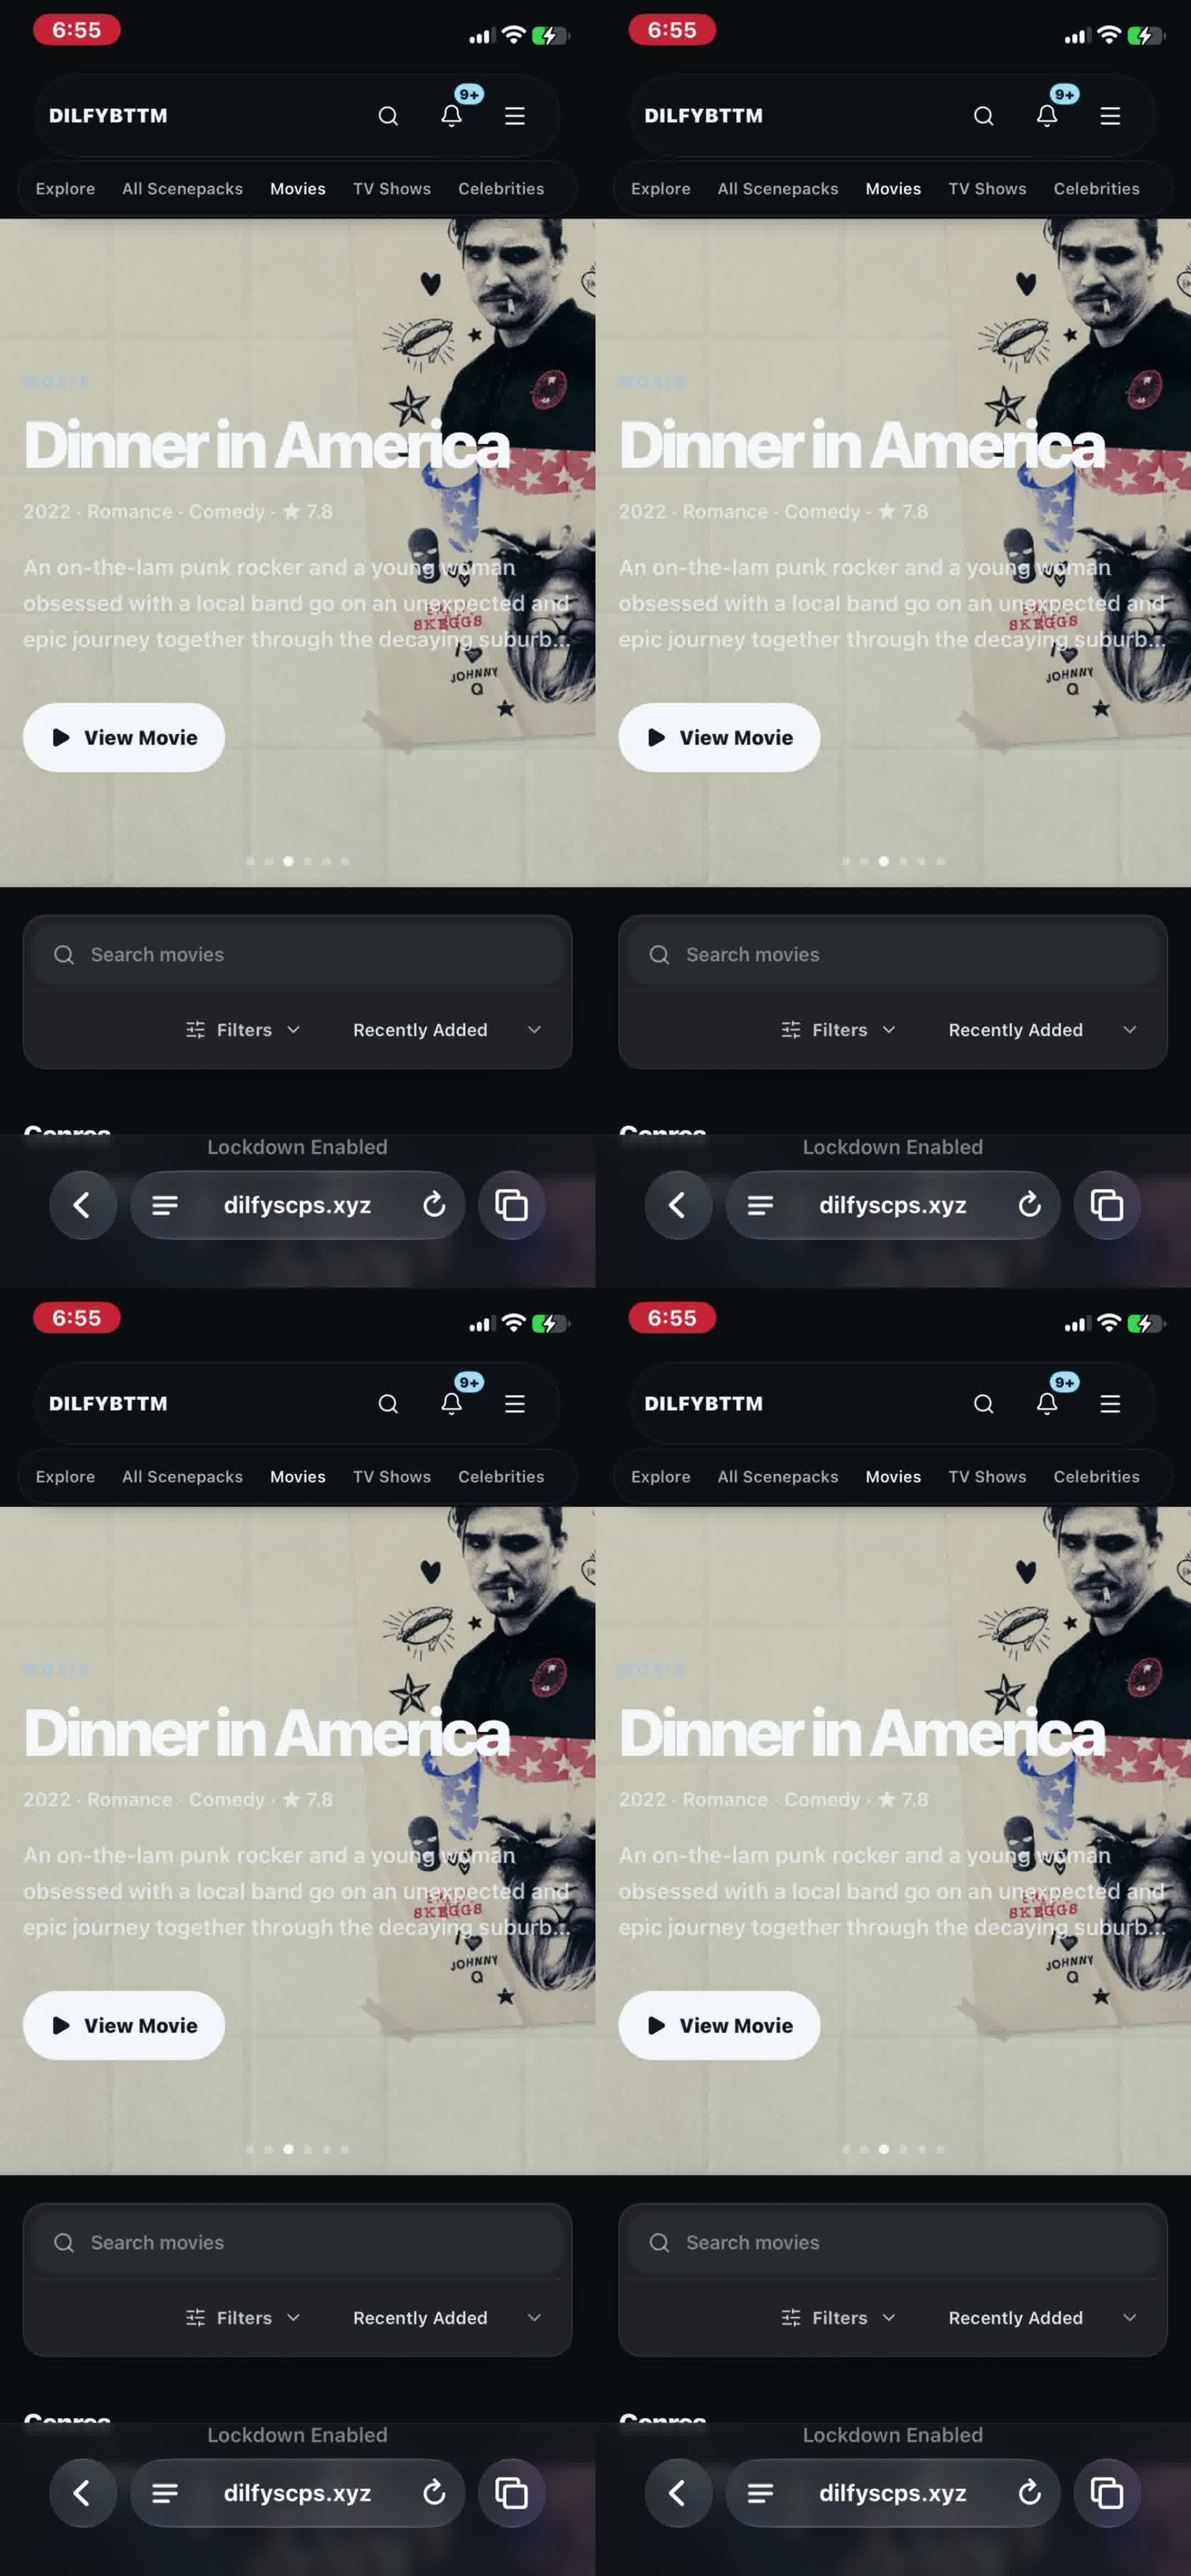 6:55
9+
DILFYBTTM
Explore All Scenepacks Movies TV Shows Celebrities
MOVIE
Dinner in America
2022 · Romance · Comedy · ★ 7.8
An on-the-lam punk rocker and a young woman
obsessed with a local band go on an unexpected and
epic journey together through the decaying suburb...
SKEGGS
JOHNNY
Q
View Movie
Search movies
Filters Recently Added
Genres
Lockdown Enabled
dilfyscps.xyz
6:55
9+
DILFYBTTM
Explore All Scenepacks Movies TV Shows Celebrities
MOVIE
Dinner in America
2022 · Romance · Comedy · ★ 7.8
An on-the-lam punk rocker and a young woman
obsessed with a local band go on an unexpected and
epic journey together through the decaying suburb...
SKEGGS
JOHNNY
Q
View Movie
Search movies
Filters Recently Added
Genres
Lockdown Enabled
dilfyscps.xyz
6:55
9+
DILFYBTTM
Explore All Scenepacks Movies TV Shows Celebrities
MOVIE
Dinner in America
2022 · Romance · Comedy · ★ 7.8
An on-the-lam punk rocker and a young woman
obsessed with a local band go on an unexpected and
epic journey together through the decaying suburb...
SKEGGS
JOHNNY
Q
View Movie
Search movies
Filters Recently Added
Genres
Lockdown Enabled
dilfyscps.xyz
6:55
9+
DILFYBTTM
Explore All Scenepacks Movies TV Shows Celebrities
MOVIE
Dinner in America
2022 · Romance · Comedy · ★ 7.8
An on-the-lam punk rocker and a young woman
obsessed with a local band go on an unexpected and
epic journey together through the decaying suburb...
SKEGGS
JOHNNY
Q
View Movie
Search movies
Filters Recently Added
Genres
Lockdown Enabled
dilfyscps.xyz